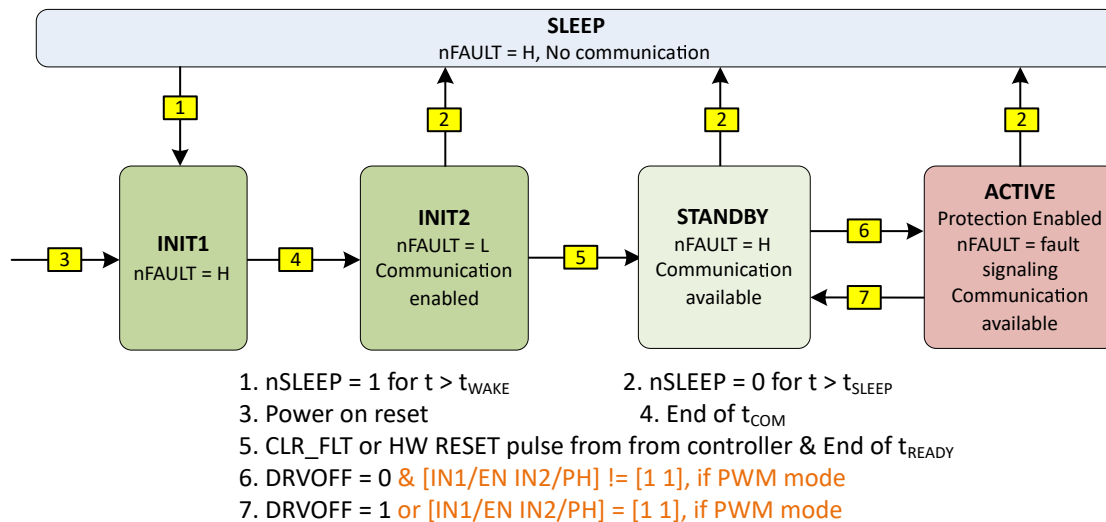 SLEEP
nFAULT = H, No communication
1
2
2
2
INIT1
nFAULT = H
INIT2
nFAULT = L
Communication
enabled
STANDBY
nFAULT = H
Communication
available
ACTIVE
Protection Enabled
nFAULT = fault
signaling
Communication
available
3
4
5
6
7
1. nSLEEP = 1 for t > tWAKE
2. nSLEEP = 0 for t > tSLEEP
3. Power on reset
4. End of tCOM
5. CLR_FLT or HW RESET pulse from from controller & End of tREADY
6. DRVOFF = 0 & [IN1/EN IN2/PH] != [1 1], if PWM mode
7. DRVOFF = 1 or [IN1/EN IN2/PH] = [1 1], if PWM mode